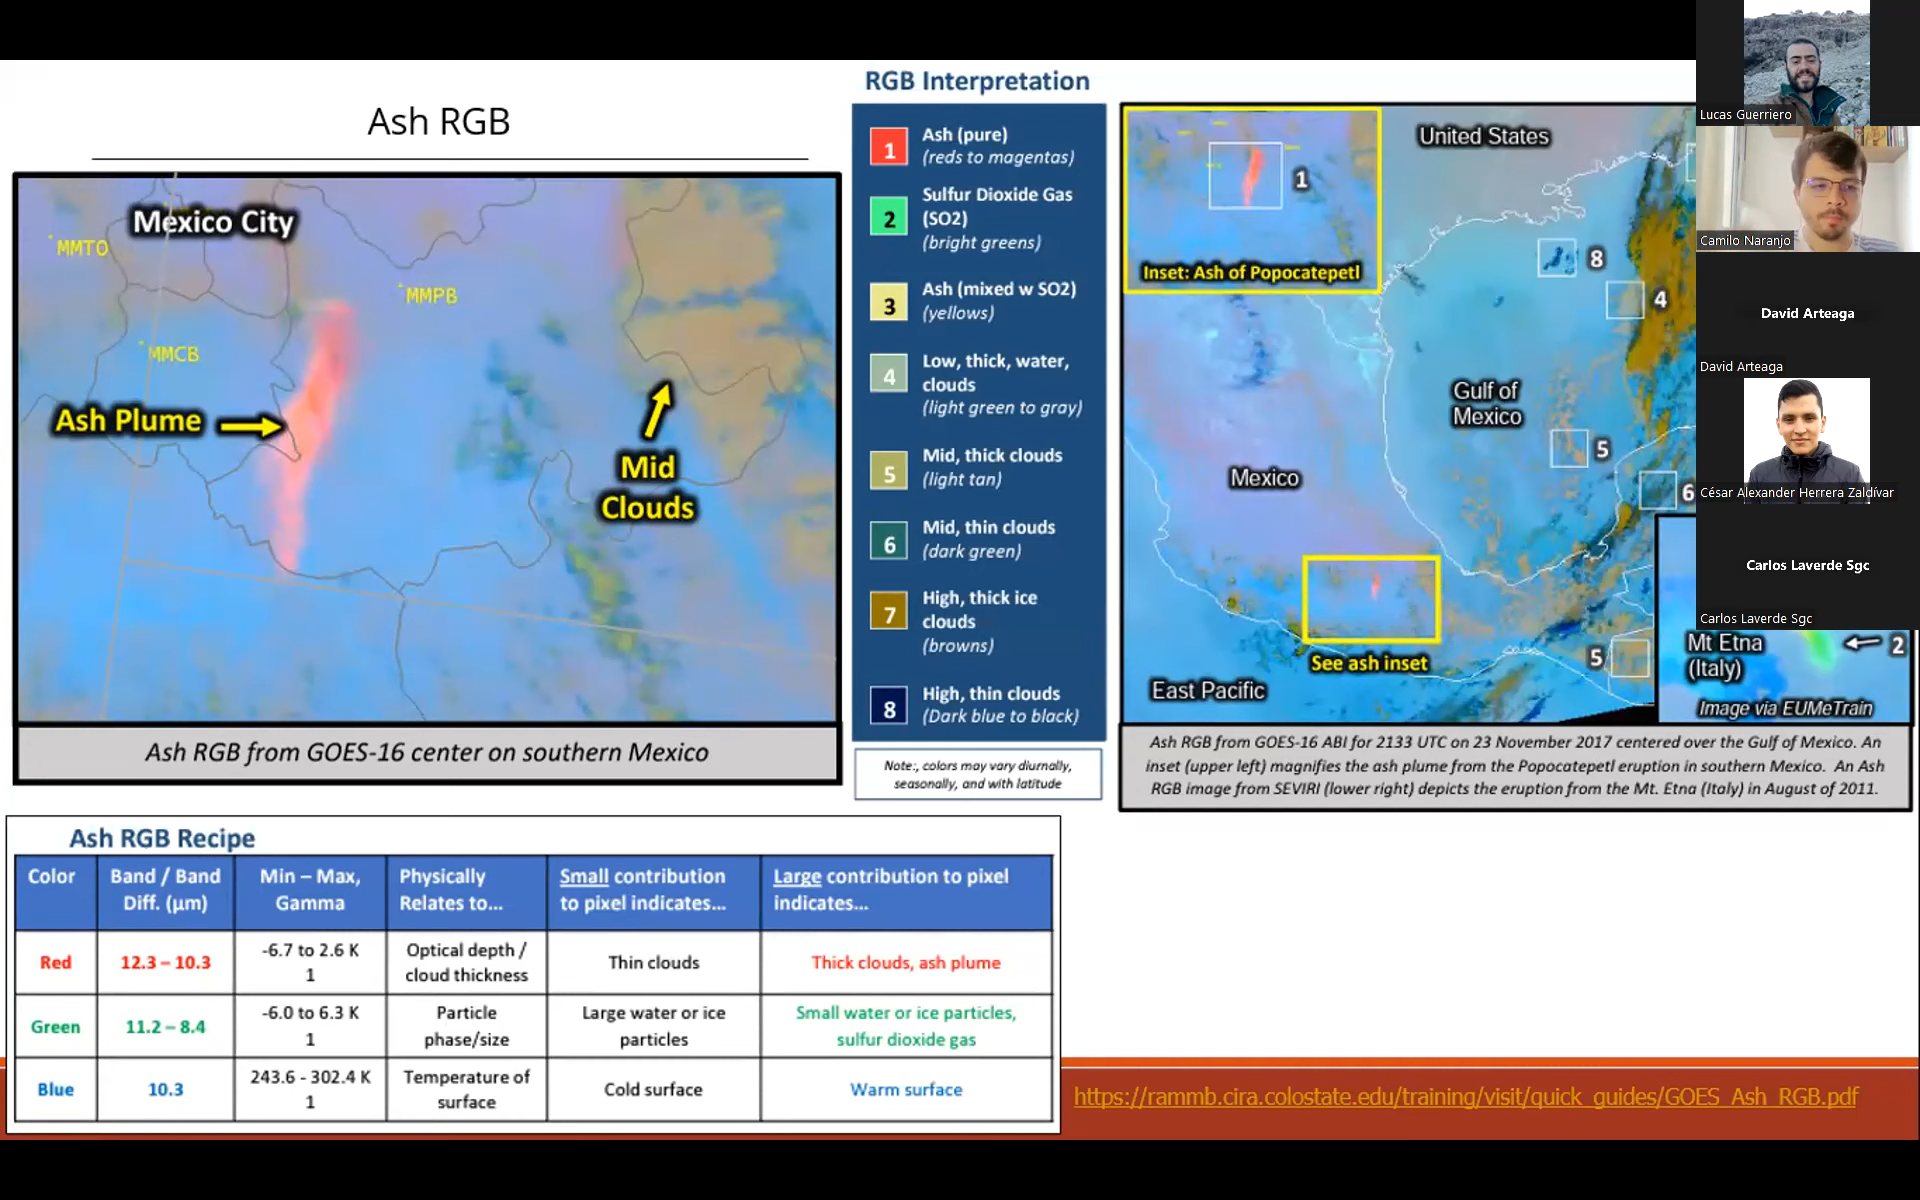 Ash RGB
Mexico City
MMTO
MMPB
MMCB
Ash Plume
Mid
Clouds
Ash RGB from GOES-16 center on southern Mexico
RGB Interpretation
1
Ash (pure)
(reds to magentas)
2
Sulfur Dioxide Gas
(SO2)
(bright greens)
3
Ash (mixed w SO2)
(yellows)
4
Low, thick, water,
clouds
(light green to gray)
5
Mid, thick clouds
(light tan)
6
Mid, thin clouds
(dark green)
7
High, thick ice
clouds
(browns)
8
High, thin clouds
(Dark blue to black)
Note:, colors may vary diurnally,
seasonally, and with latitude
United States
1
Inset: Ash of Popocatepetl
8
4
Gulf of
Mexico
5
Mexico
6
See ash inset
5
East Pacific
Mt Etna
(Italy)
2
Image via EUMeTrain
Ash RGB from GOES-16 ABI for 2133 UTC on 23 November 2017 centered over the Gulf of Mexico. An
inset (upper left) magnifies the ash plume from the Popocatepetl eruption in southern Mexico. An Ash
RGB image from SEVIRI (lower right) depicts the eruption from the Mt. Etna (Italy) in August of 2011.
Ash RGB Recipe
Color
Band / Band
Diff. (µm)
Min – Max,
Gamma
Physically
Relates to...
Small contribution
to pixel indicates...
Large contribution to pixel
indicates...
Red
12.3 – 10.3
-6.7 to 2.6 K
1
Optical depth /
cloud thickness
Thin clouds
Thick clouds, ash plume
Green
11.2 – 8.4
-6.0 to 6.3 K
1
Particle
phase/size
Large water or ice
particles
Small water or ice particles,
sulfur dioxide gas
Blue
10.3
243.6 - 302.4 K
1
Temperature of
surface
Cold surface
Warm surface
https://rammb.cira.colostate.edu/training/visit/quick_guides/GOES_Ash_RGB.pdf
Lucas Guerriero
Camilo Naranjo
David Arteaga
David Arteaga
César Alexander Herrera Zaldívar
Carlos Laverde Sgc
Carlos Laverde Sgc